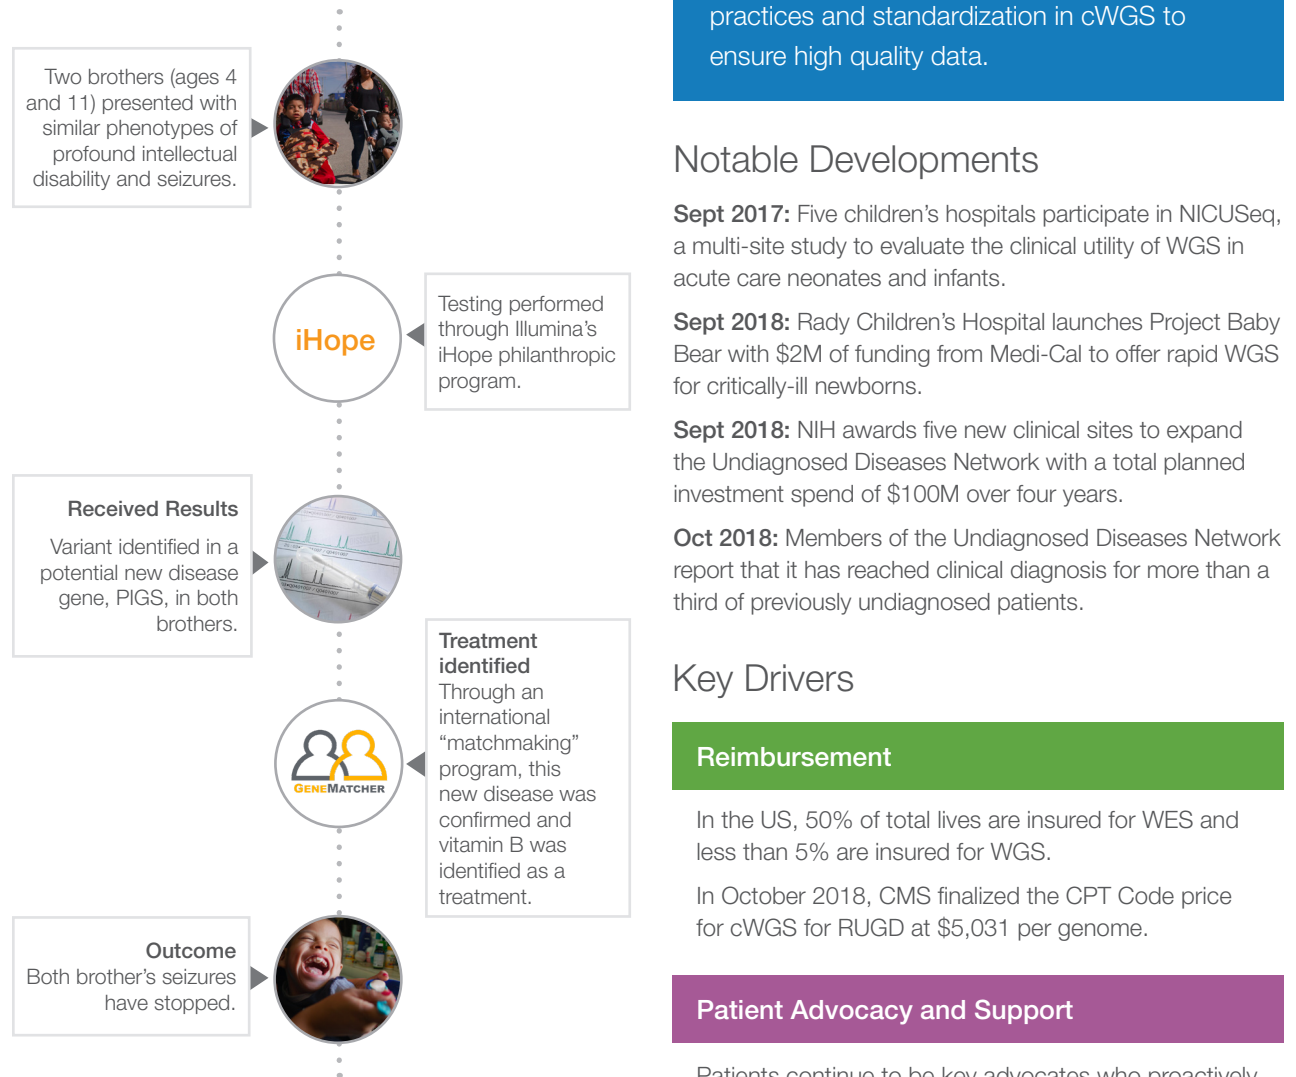 Two brothers (ages 4
and 11) presented with
similar phenotypes of
profound intellectual
disability and seizures.
iHope
Testing performed
through Illumina’s
iHope philanthropic
program.
Received Results
Variant identified in a
potential new disease
gene, PIGS, in both
brothers.
GENEMATCHER
Treatment
identified
Through an
international
“matchmaking”
program, this
new disease was
confirmed and
vitamin B was
identified as a
treatment.
Outcome
Both brother’s seizures
have stopped.
practices and standardization in cWGS to
ensure high quality data.
Notable Developments
Sept 2017: Five children’s hospitals participate in NICUSeq,
a multi-site study to evaluate the clinical utility of WGS in
acute care neonates and infants.
Sept 2018: Rady Children’s Hospital launches Project Baby
Bear with $2M of funding from Medi-Cal to offer rapid WGS
for critically-ill newborns.
Sept 2018: NIH awards five new clinical sites to expand
the Undiagnosed Diseases Network with a total planned
investment spend of $100M over four years.
Oct 2018: Members of the Undiagnosed Diseases Network
report that it has reached clinical diagnosis for more than a
third of previously undiagnosed patients.
Key Drivers
Reimbursement
In the US, 50% of total lives are insured for WES and
less than 5% are insured for WGS.
In October 2018, CMS finalized the CPT Code price
for cWGS for RUGD at $5,031 per genome.
Patient Advocacy and Support
Patients continue to be key advocates who proactively